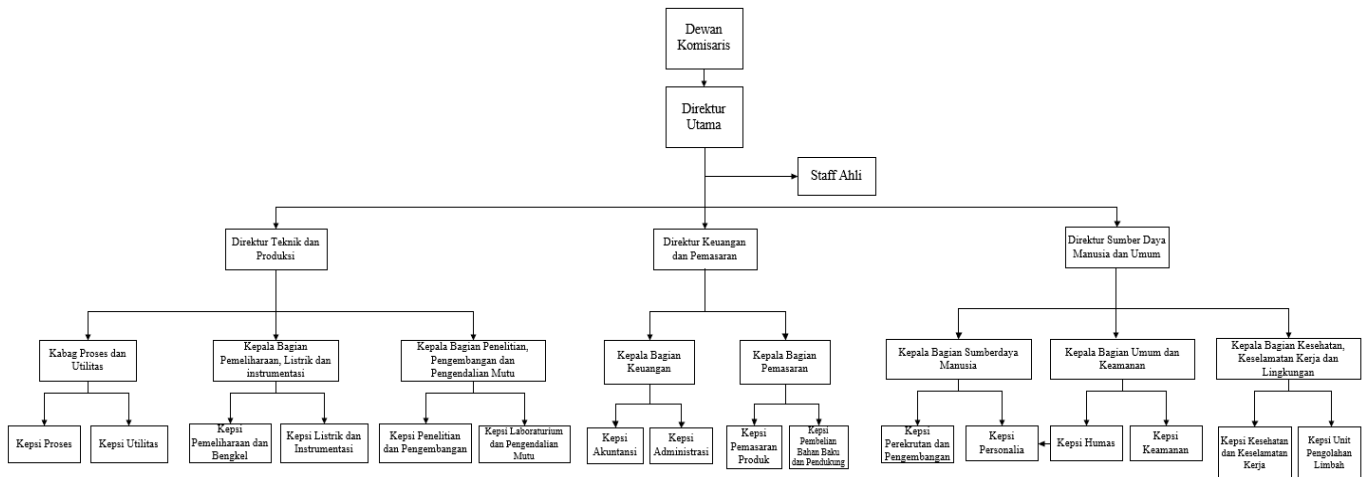 Dewan
Komisaris
Direktur
Utama
Staff Ahli
Direktur Teknik dan
Produksi
Direktur Keuangan
dan Pemasaran
Direktur Sumber Daya
Manusia dan Umum
Kabag Proses dan
Utilitas
Kepala Bagian
Pemeliharaan, Listrik dan
instrumentasi
Kepala Bagian Penelitian,
Pengembangan dan
Pengendalian Mutu
Kepala Bagian
Keuangan
Kepala Bagian
Pemasaran
Kepala Bagian Sumberdaya
Manusia
Kepala Bagian Umum dan
Keamanan
Kepala Bagian Kesehatan,
Keselamatan Kerja dan
Lingkungan
Kepsi Proses
Kepsi Utilitas
Kepsi
Pemeliharaan dan
Bengkel
Kepsi Listrik dan
Instrumentasi
Kepsi Penelitian
dan Pengembangan
Kepsi Laboraturium
dan Pengendalian
Mutu
Kepsi
Akuntansi
Kepsi
Administrasi
Kepsi
Pemasaran
Produk
Kepsi
Pembelian
Bahan Baku
dan Pendukung
Kepsi
Perekrutan dan
Pengembangan
Kepsi
Personalia
Kepsi Humas
Kepsi
Keamanan
Kepsi Kesehatan
dan Keselamatan
Kerja
Kepsi Unit
Pengolahan
Limbah